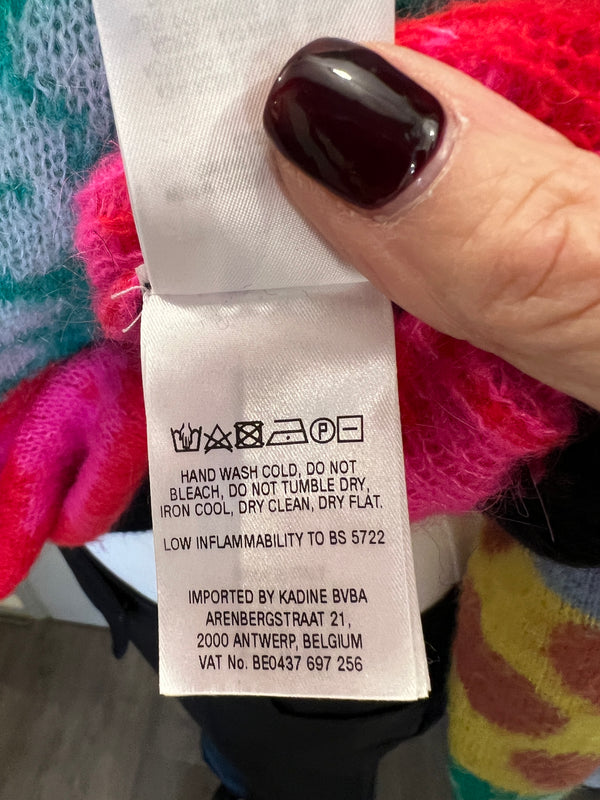 P
HAND WASH COLD, DO NOT
BLEACH, DO NOT TUMBLE DRY,
IRON COOL, DRY CLEAN, DRY FLAT.
LOW INFLAMMABILITY TO BS 5722
IMPORTED BY KADINE BVBA
ARENBERGSTRAAT 21,
2000 ANTWERP, BELGIUM
VAT No. BE0437 697 256